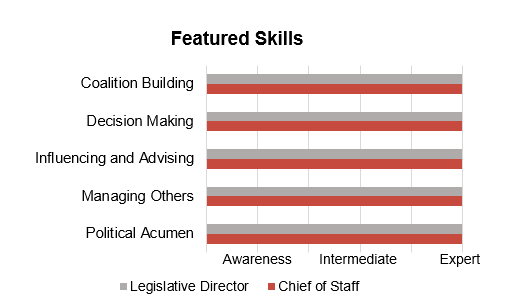 Featured Skills
Coalition Building
Decision Making
Influencing and Advising
Managing Others
Political Acumen
Awareness Intermediate Expert
Legislative Director Chief of Staff